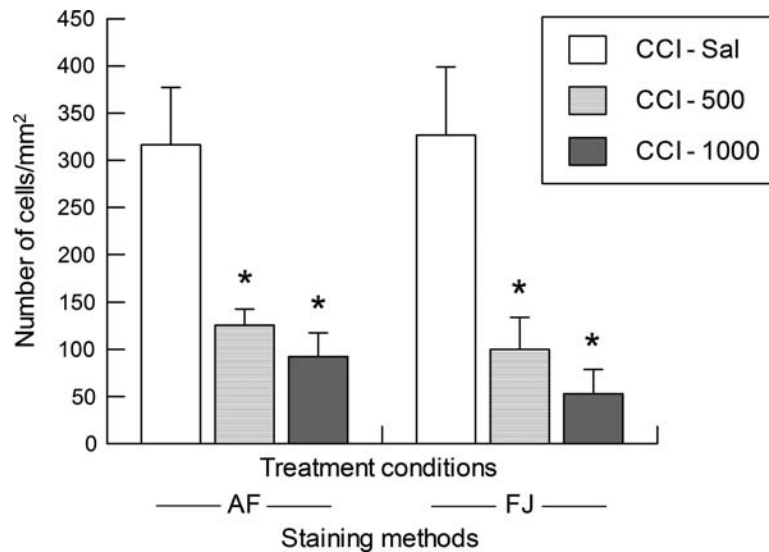 450
400
350
300
250
200
150
100
50
0
Number of cells/mm²
CCI - Sal
CCI - 500
CCI - 1000
*
*
*
*
Treatment conditions
AF
FJ
Staining methods